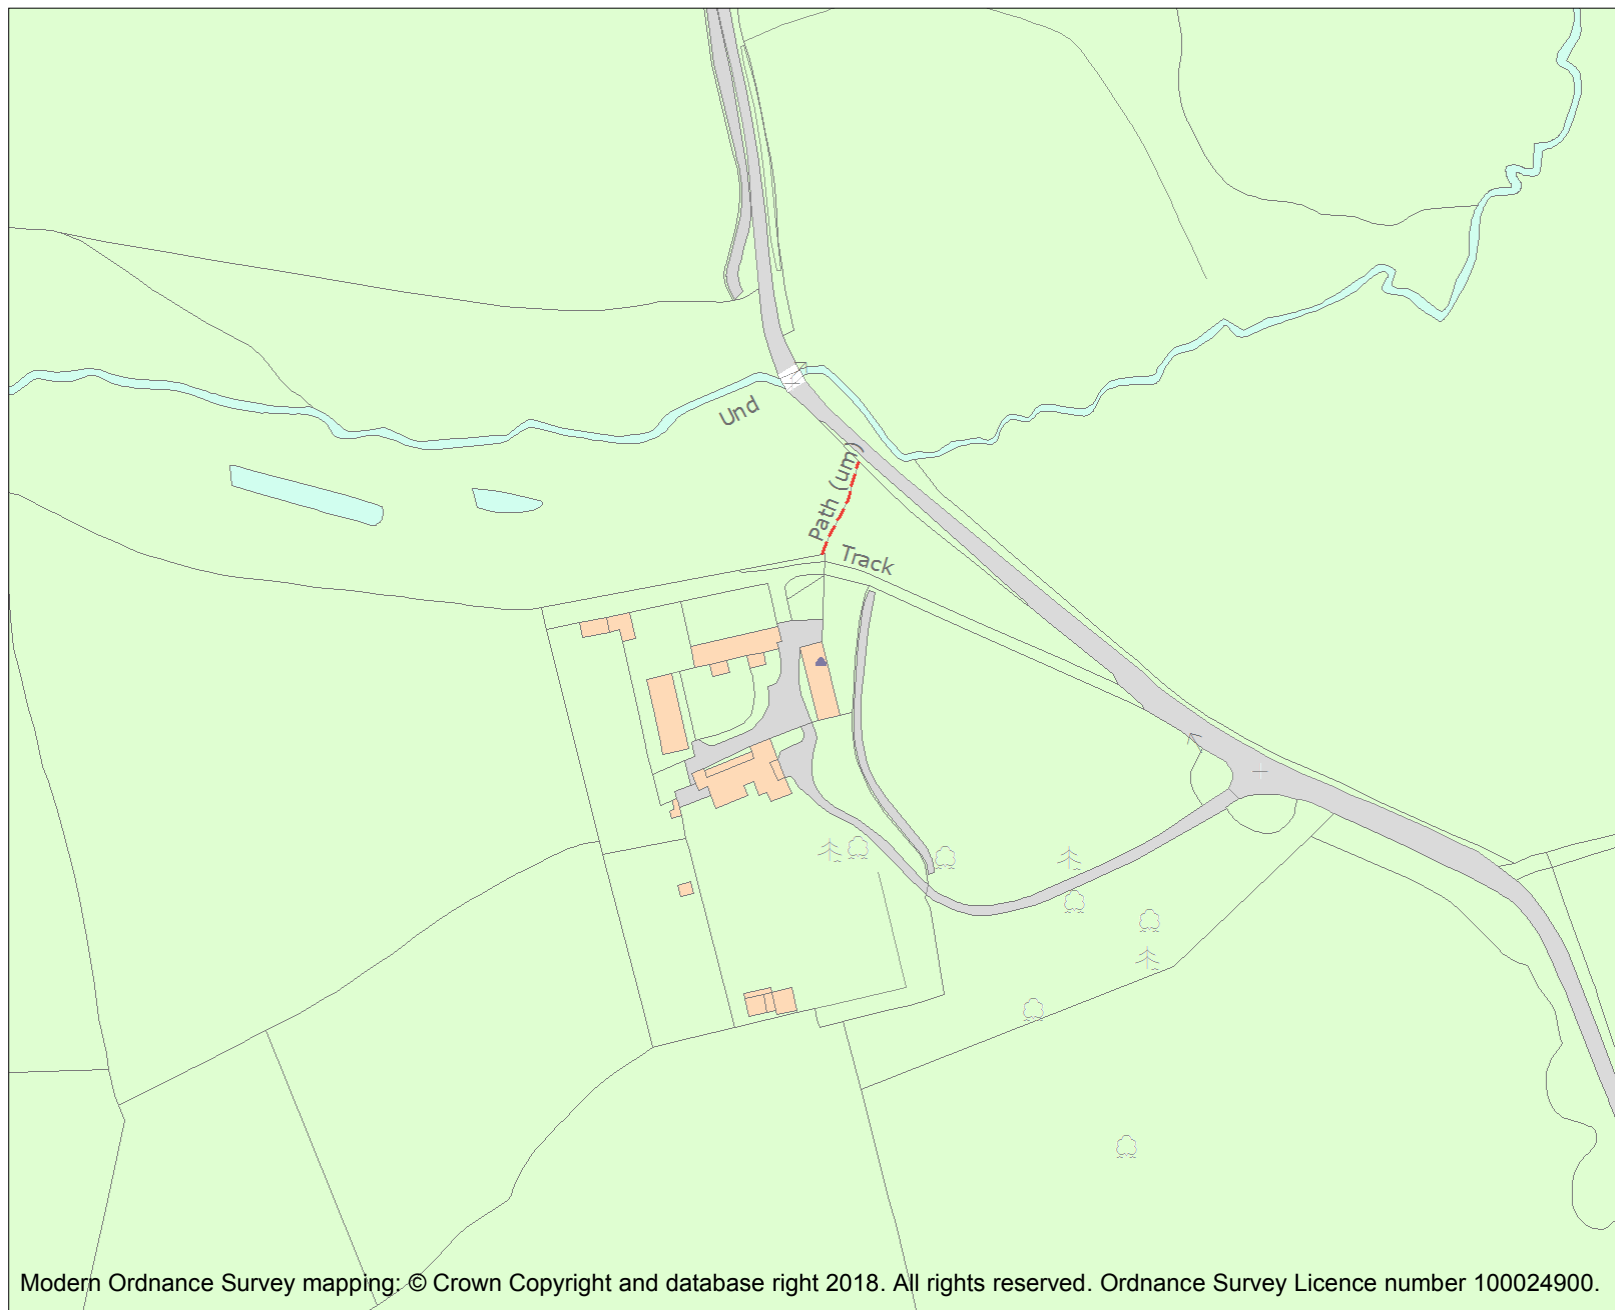 Und
Path (um)
Track
Modern Ordnance Survey mapping: © Crown Copyright and database right 2018. All rights reserved. Ordnance Survey Licence number 100024900.